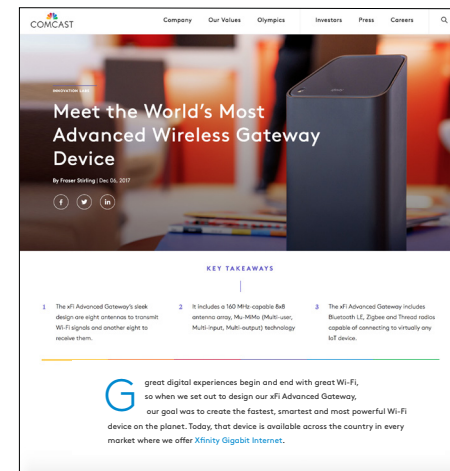 COMCAST
Company Our Values Olympics Investors Press Careers
INNOVATION LABS
Meet the World's Most
Advanced Wireless Gateway
Device
By Fraser Stirling | Dec 06, 2017
KEY TAKEAWAYS
1 The xFi Advanced Gateway's sleek
design are eight antennas to transmit
Wi-Fi signals and another eight to
receive them.
2 It includes a 160 MHz-capable 8x8
antenna array, Mu-MiMo (Multi-user,
Multi-input, Multi-output) technology
3 The xFi Advanced Gateway includes
Bluetooth LE, Zigbee and Thread radios
capable of connecting to virtually any
IoT device.
Great digital experiences begin and end with great Wi-Fi,
so when we set out to design our xFi Advanced Gateway,
our goal was to create the fastest, smartest and most powerful Wi-Fi
device on the planet. Today, that device is available across the country in every
market where we offer Xfinity Gigabit Internet.